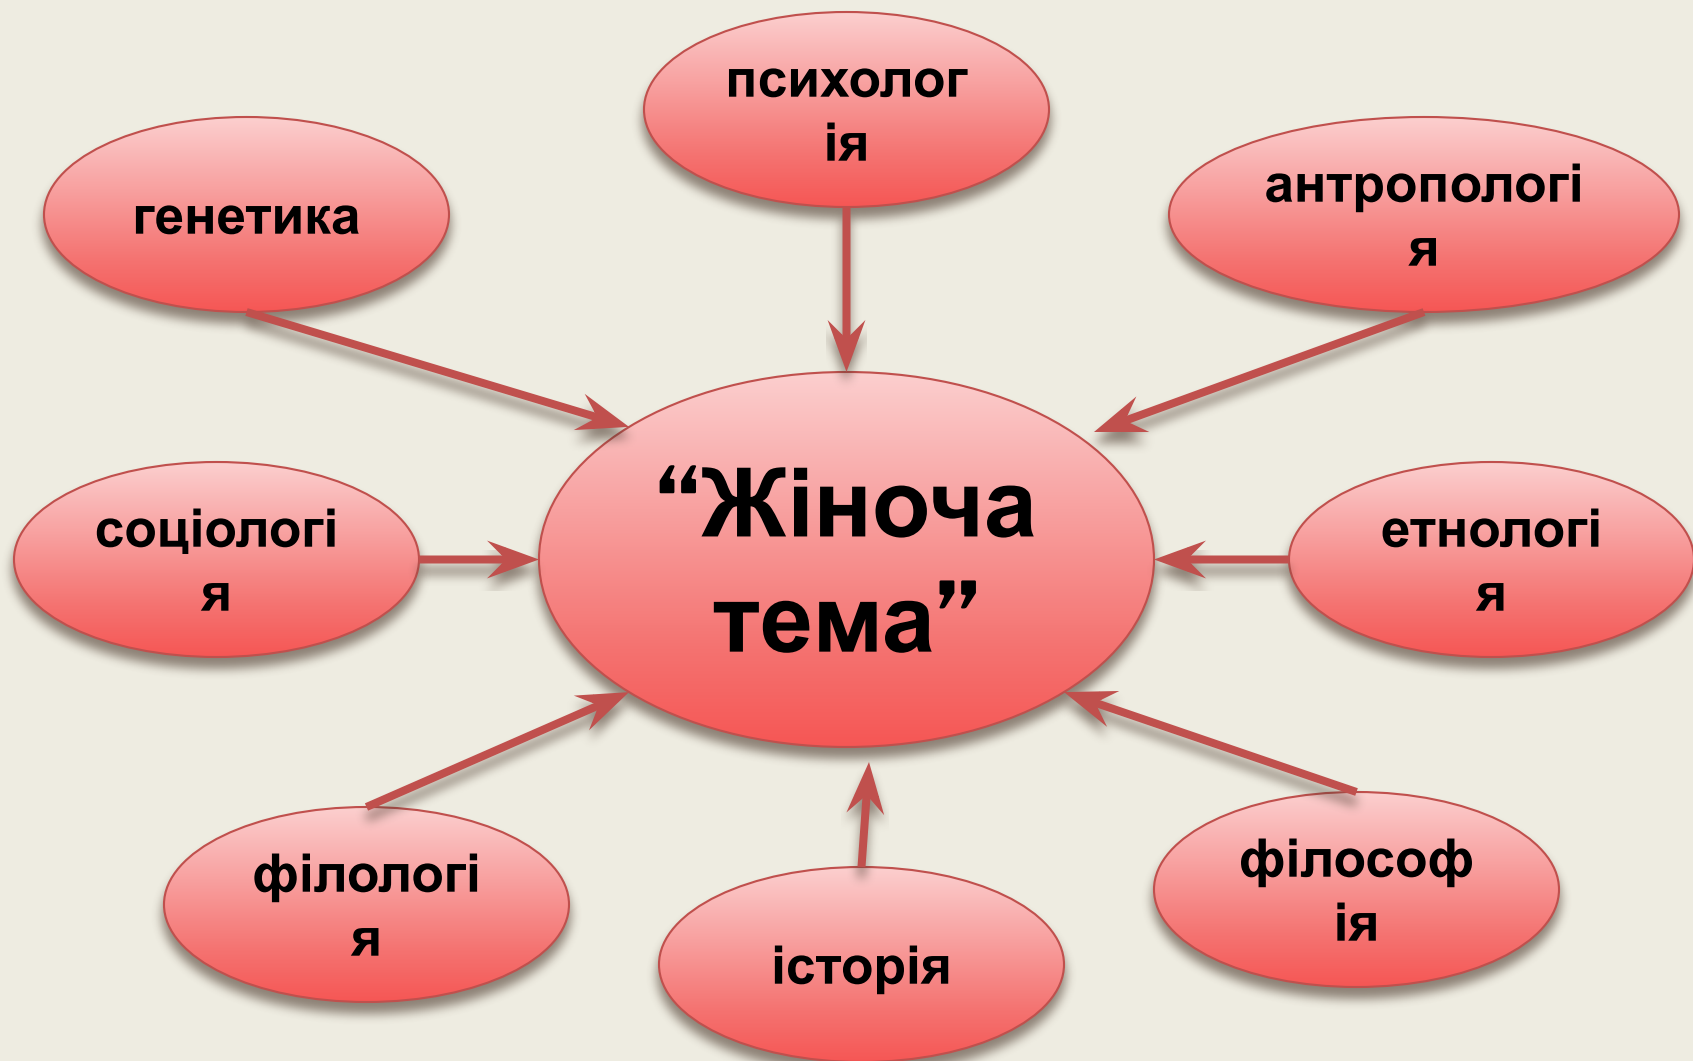 психолог
ія
генетика
антропологі
я
“Жіноча
тема”
соціологі
я
етнологі
я
філологі
я
філософ
ія
історія